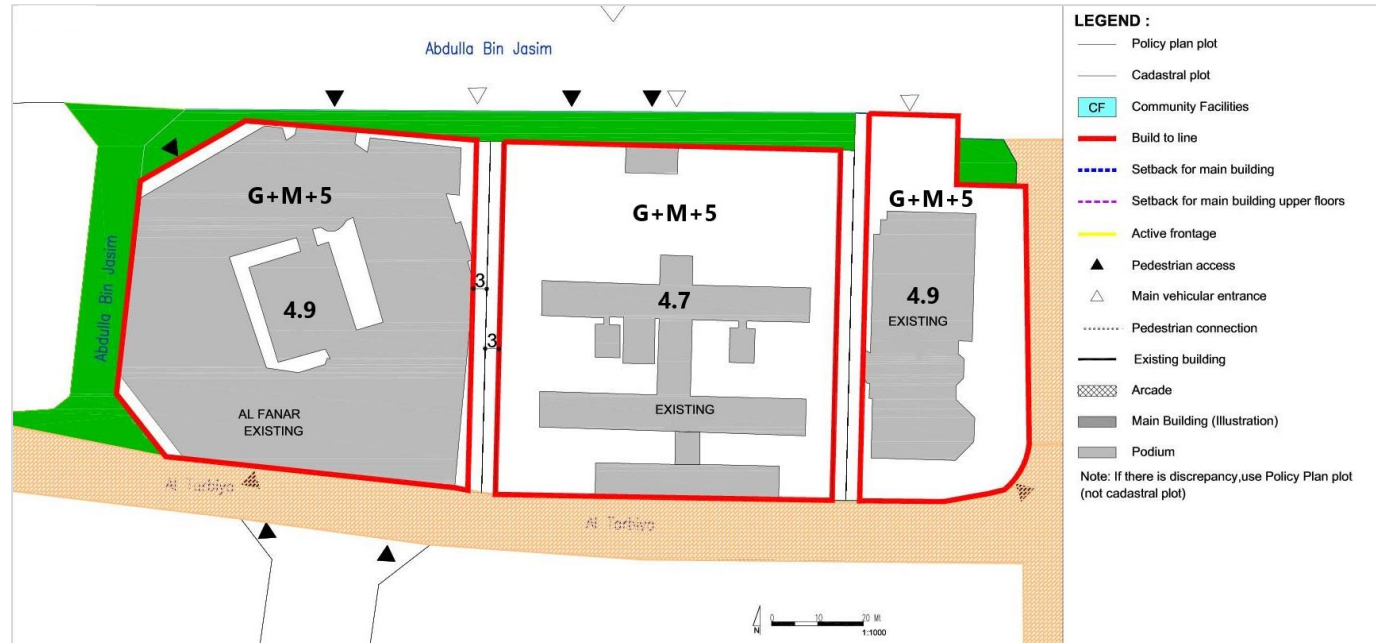 Abdulla Bin Jasim
G+M+5
G+M+5
G+M+5
Abdulla Bin Jasim
4.9
3
3
4.7
4.9
EXISTING
EXISTING
AL FANAR
EXISTING
Al Tarbiya
Al Tarbiya
N
0 10 20 Mt
1:1000
LEGEND :
Policy plan plot
Cadastral plot
CF Community Facilities
Build to line
Setback for main building
Setback for main building upper floors
Active frontage
Pedestrian access
Main vehicular entrance
Pedestrian connection
Existing building
Arcade
Main Building (Illustration)
Podium
Note: If there is discrepancy,use Policy Plan plot
(not cadastral plot)